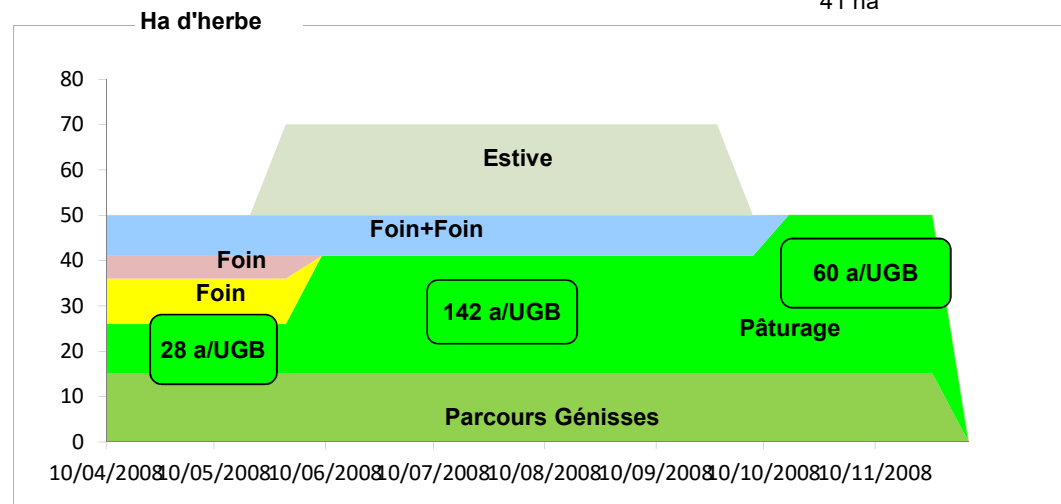 41 ha
Ha d'herbe
80
70
60
50
40
30
20
10
0
Estive
Foin+Foin
Foin
Foin
28 a/UGB
142 a/UGB
60 a/UGB
Pâturage
Parcours Génisses
10/04/2008 10/05/2008 10/06/2008 10/07/2008 10/08/2008 10/09/2008 10/10/2008 10/11/2008